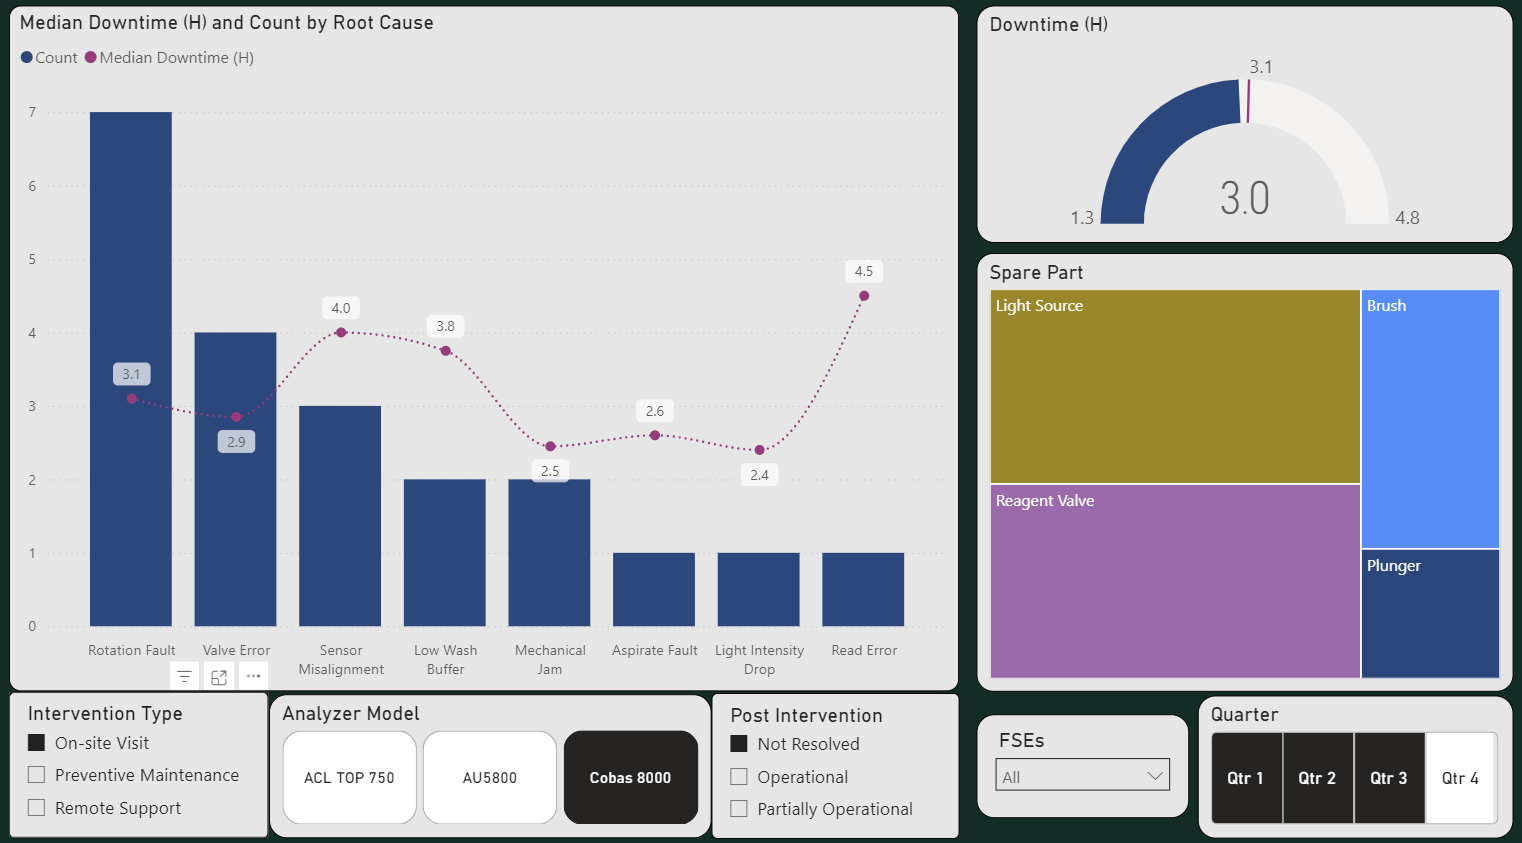 Median Downtime (H) and Count by Root Cause
Count Median Downtime (H)
7
6
5
4
3
2
1
0
3.1
2.9
4.0
3.8
2.5
2.6
2.4
4.5
Rotation Fault
Valve Error
Sensor
Misalignment
Low Wash
Buffer
Mechanical
Jam
Aspirate Fault
Light Intensity
Drop
Read Error
Downtime (H)
3.1
3.0
1.3
4.8
Spare Part
Light Source
Brush
Reagent Valve
Plunger
Intervention Type
On-site Visit
Preventive Maintenance
Remote Support
Analyzer Model
ACL TOP 750
AU5800
Cobas 8000
Post Intervention
Not Resolved
Operational
Partially Operational
FSEs
All
Quarter
Qtr 1
Qtr 2
Qtr 3
Qtr 4